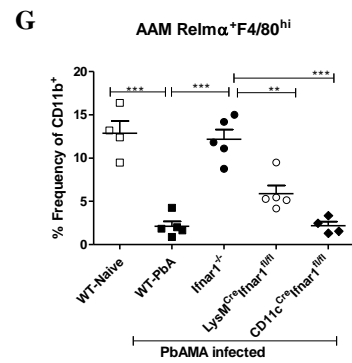 G
AAM Relmα⁺F4/80ʰⁱ
% Frequency of CD11b⁺
20
15
10
5
0
***
***
***
**
WT-Naive
WT-PbA
Ifnar1⁻/⁻
LysMᶜʳᵉIfnar1ᶠˡ/ᶠˡ
CD11cᶜʳᵉIfnar1ᶠˡ/ᶠˡ
PbAMA infected